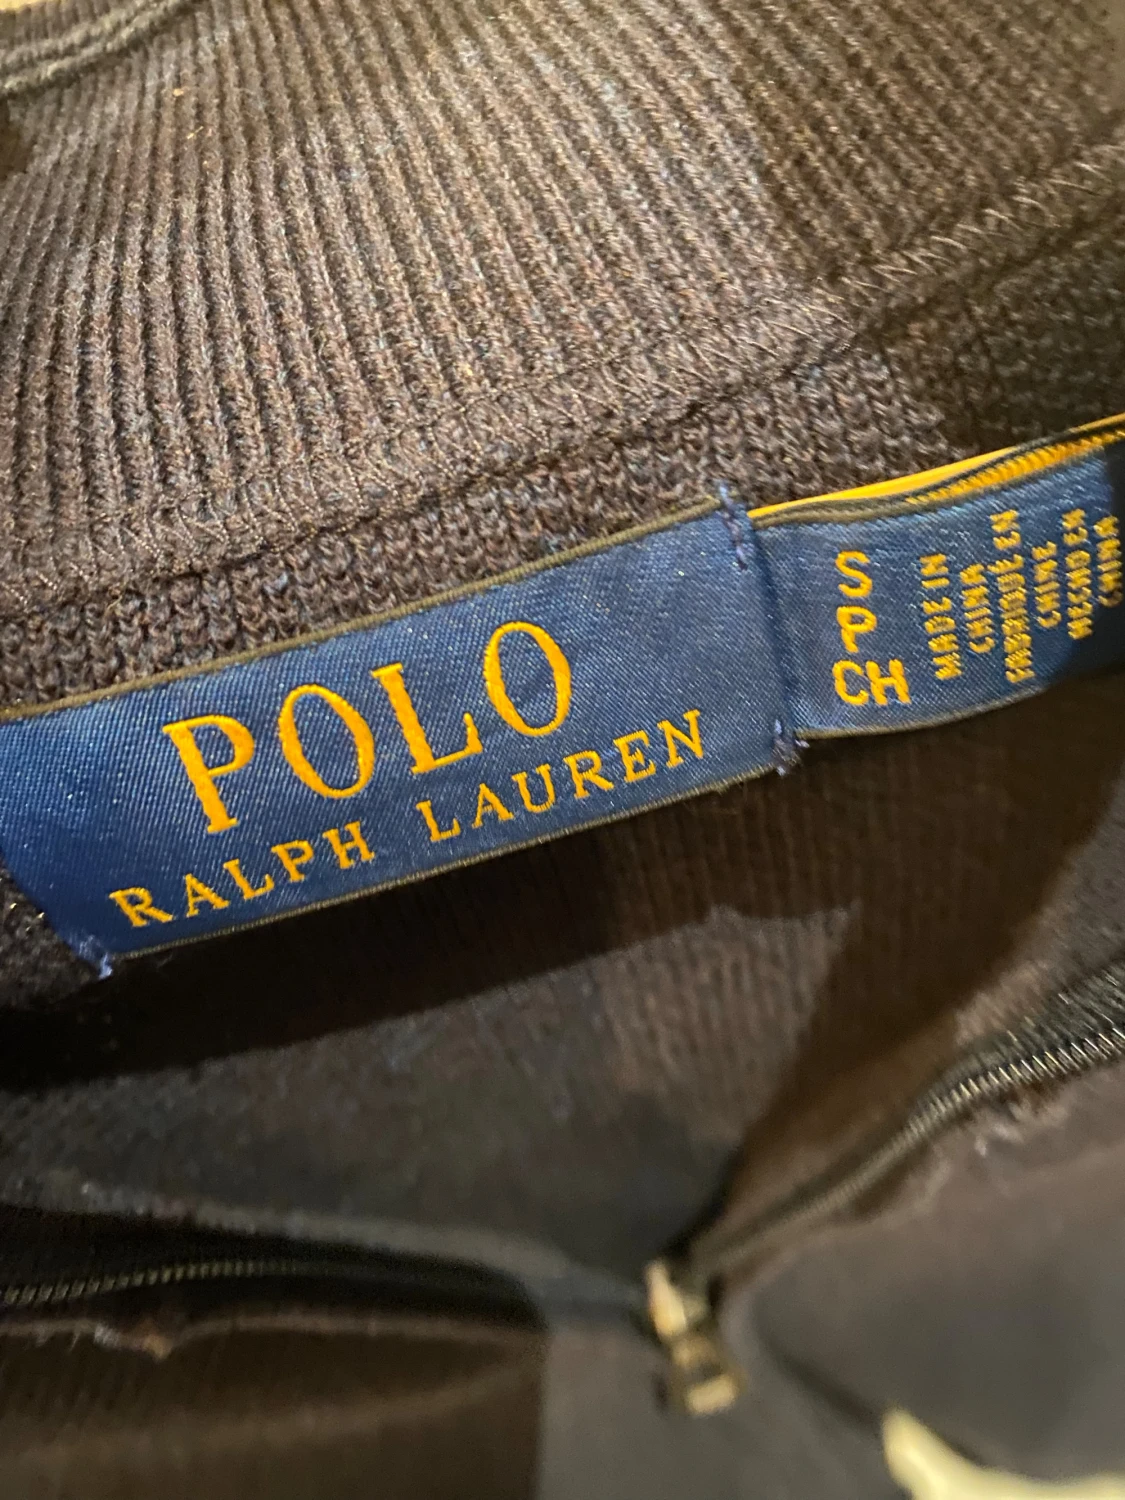 POLO
RALPH LAUREN
S
P
CH
MADE IN
CHINA
FABRIQUÉ EN
CHINE
HECHO EN
CHINA